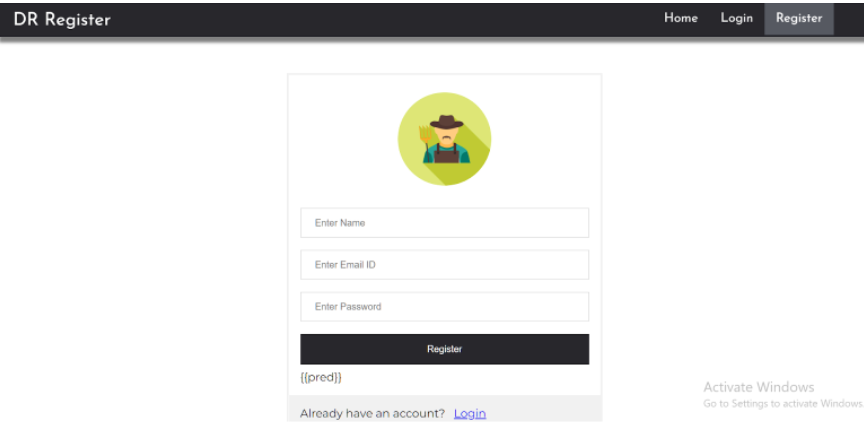 DR Register
Home Login Register
Enter Name
Enter Email ID
Enter Password
Register
{{pred}}
Already have an account? Login
Activate Windows
Go to Settings to activate Windows.